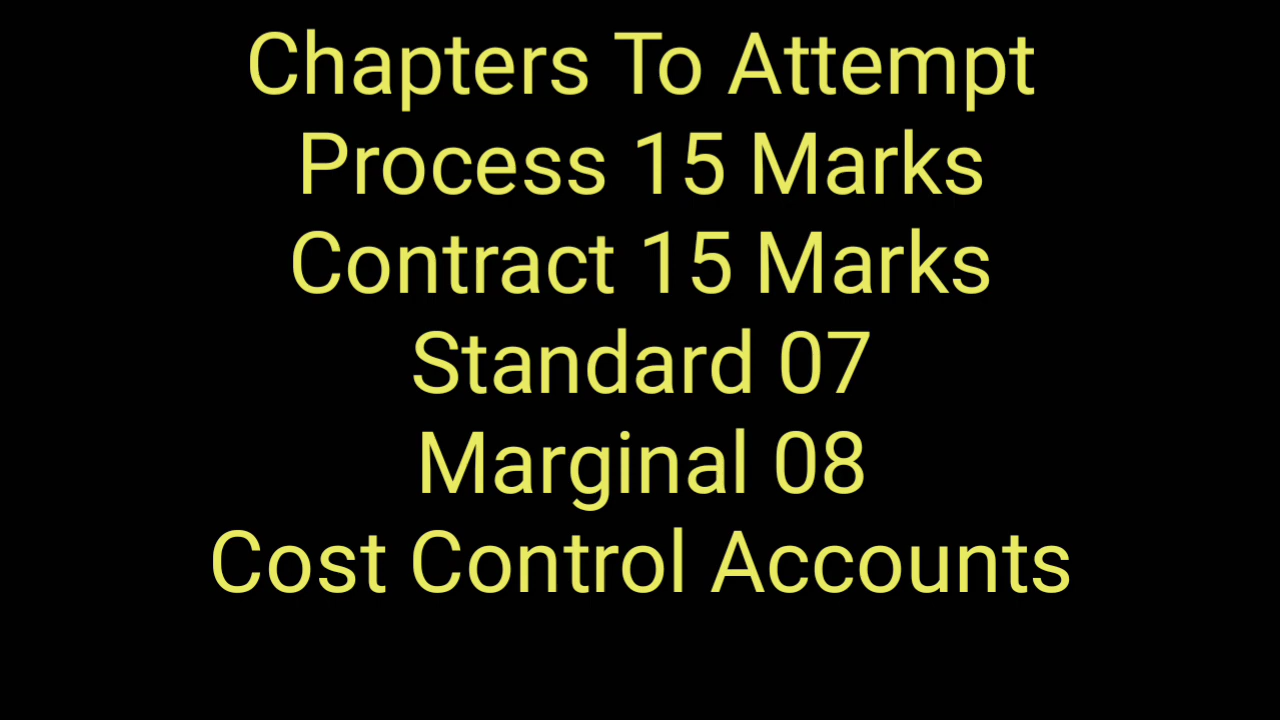 Chapters To Attempt
Process 15 Marks
Contract 15 Marks
Standard 07
Marginal 08
Cost Control Accounts